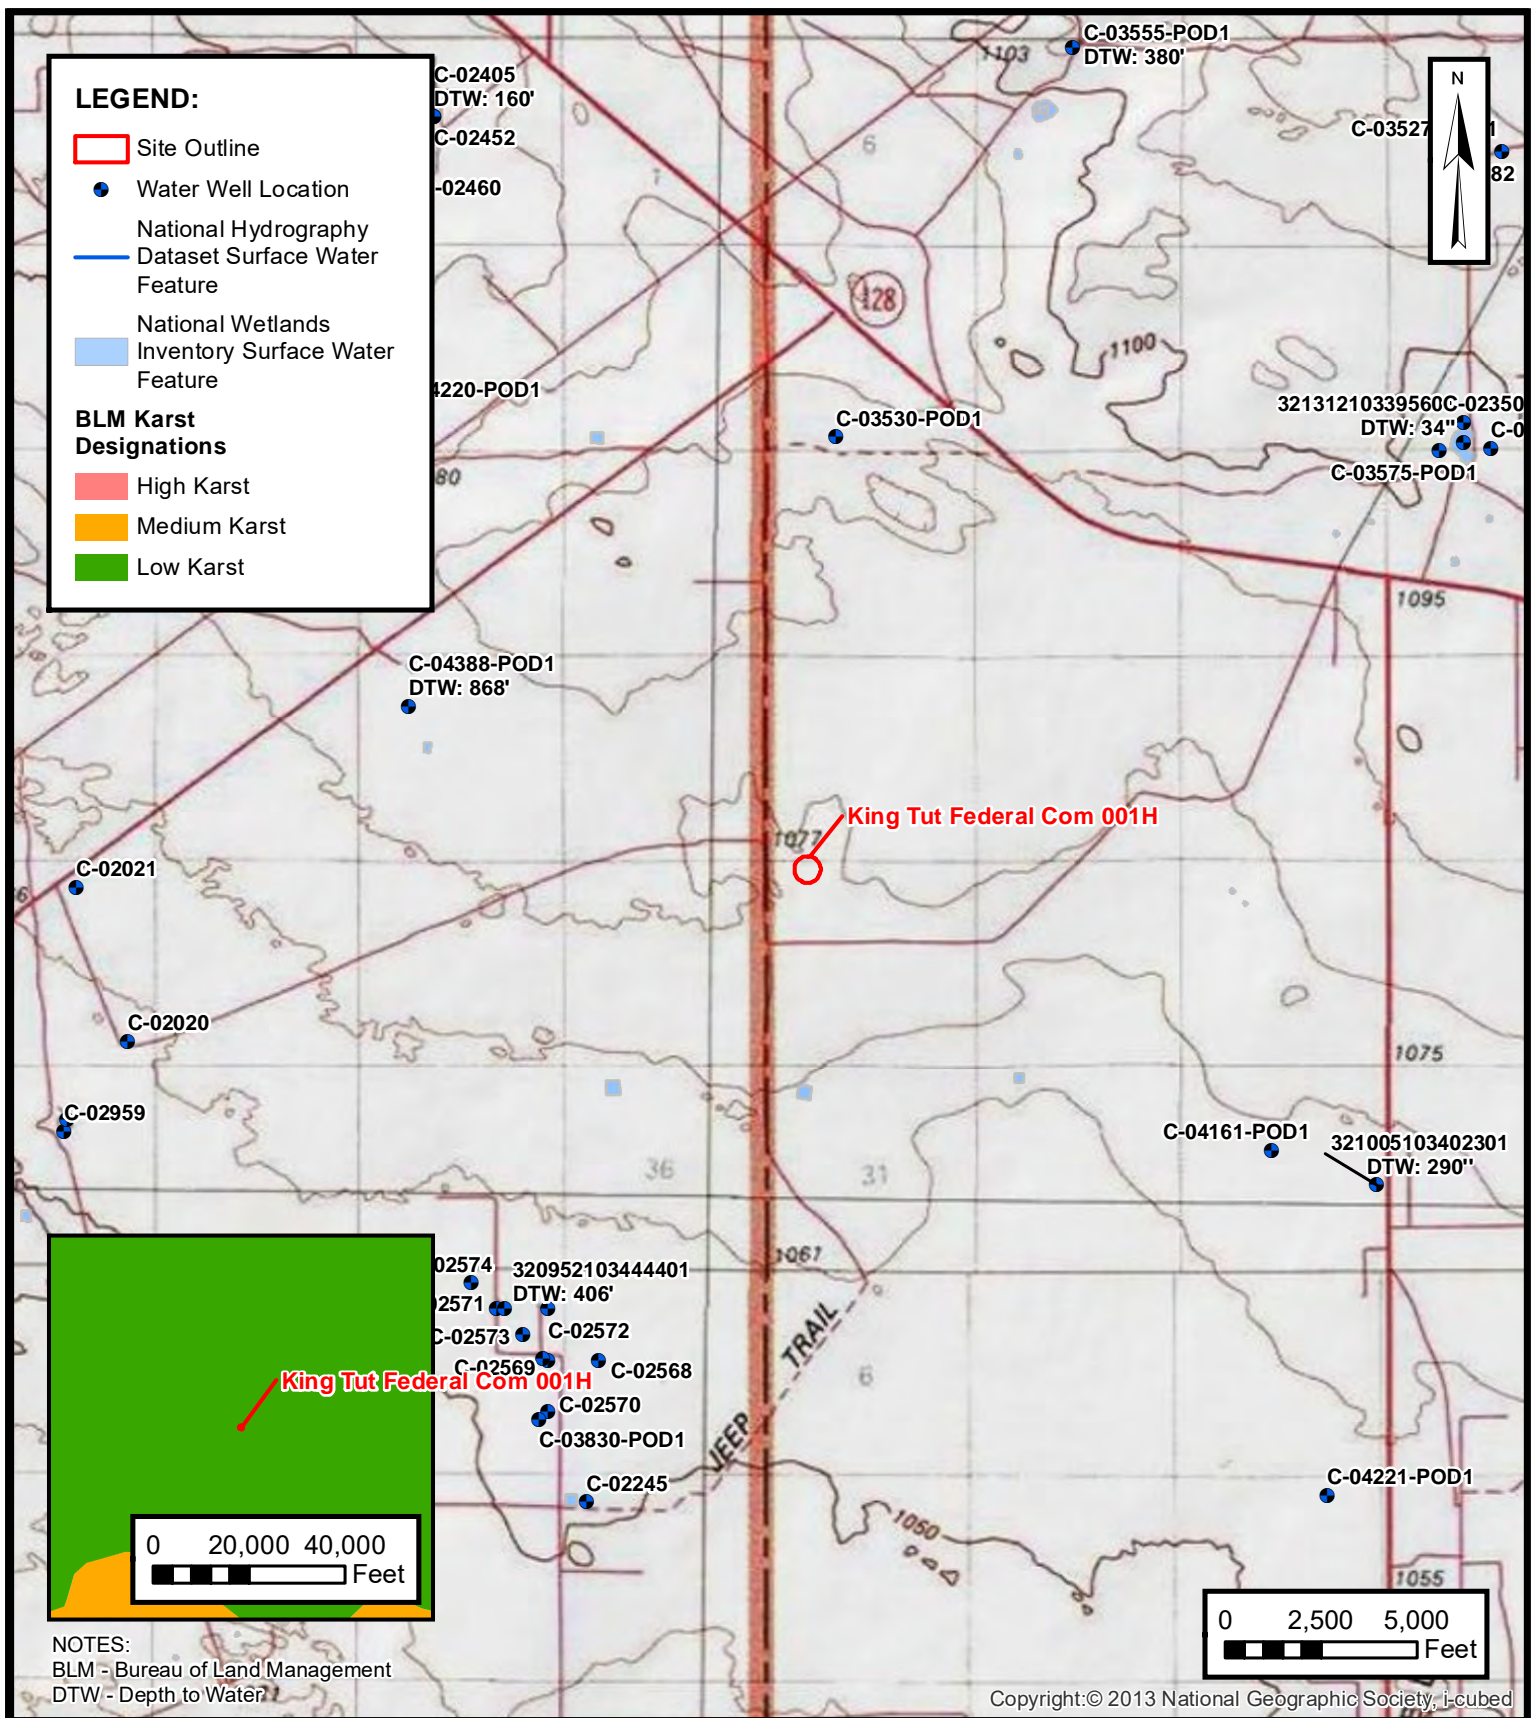 C-03555-POD1
DTW: 380'
1103
LEGEND:
Site Outline
Water Well Location
National Hydrography
Dataset Surface Water
Feature
National Wetlands
Inventory Surface Water
Feature
BLM Karst
Designations
High Karst
Medium Karst
Low Karst
C-02405
DTW: 160'
C-02452
-02460
N
C-03527
1
82
6
1
128
1100
4220-POD1
C-03530-POD1
321312103395600
C-02350
DTW: 34"
C-0
C-03575-POD1
80
1095
C-04388-POD1
DTW: 868'
King Tut Federal Com 001H
1077
C-02021
C-02020
1075
C-02959
C-04161-POD1
321005103402301
DTW: 290''
36
31
1061
02574
320952103444401
DTW: 406'
02571
C-02573
C-02572
C-02569
C-02568
King Tut Federal Com 001H
C-02570
C-03830-POD1
JEEP TRAIL
6
C-02245
C-04221-POD1
1050
1055
0 20,000 40,000
Feet
0 2,500 5,000
Feet
NOTES:
BLM - Bureau of Land Management
DTW - Depth to Water
Copyright:© 2013 National Geographic Society, i-cubed